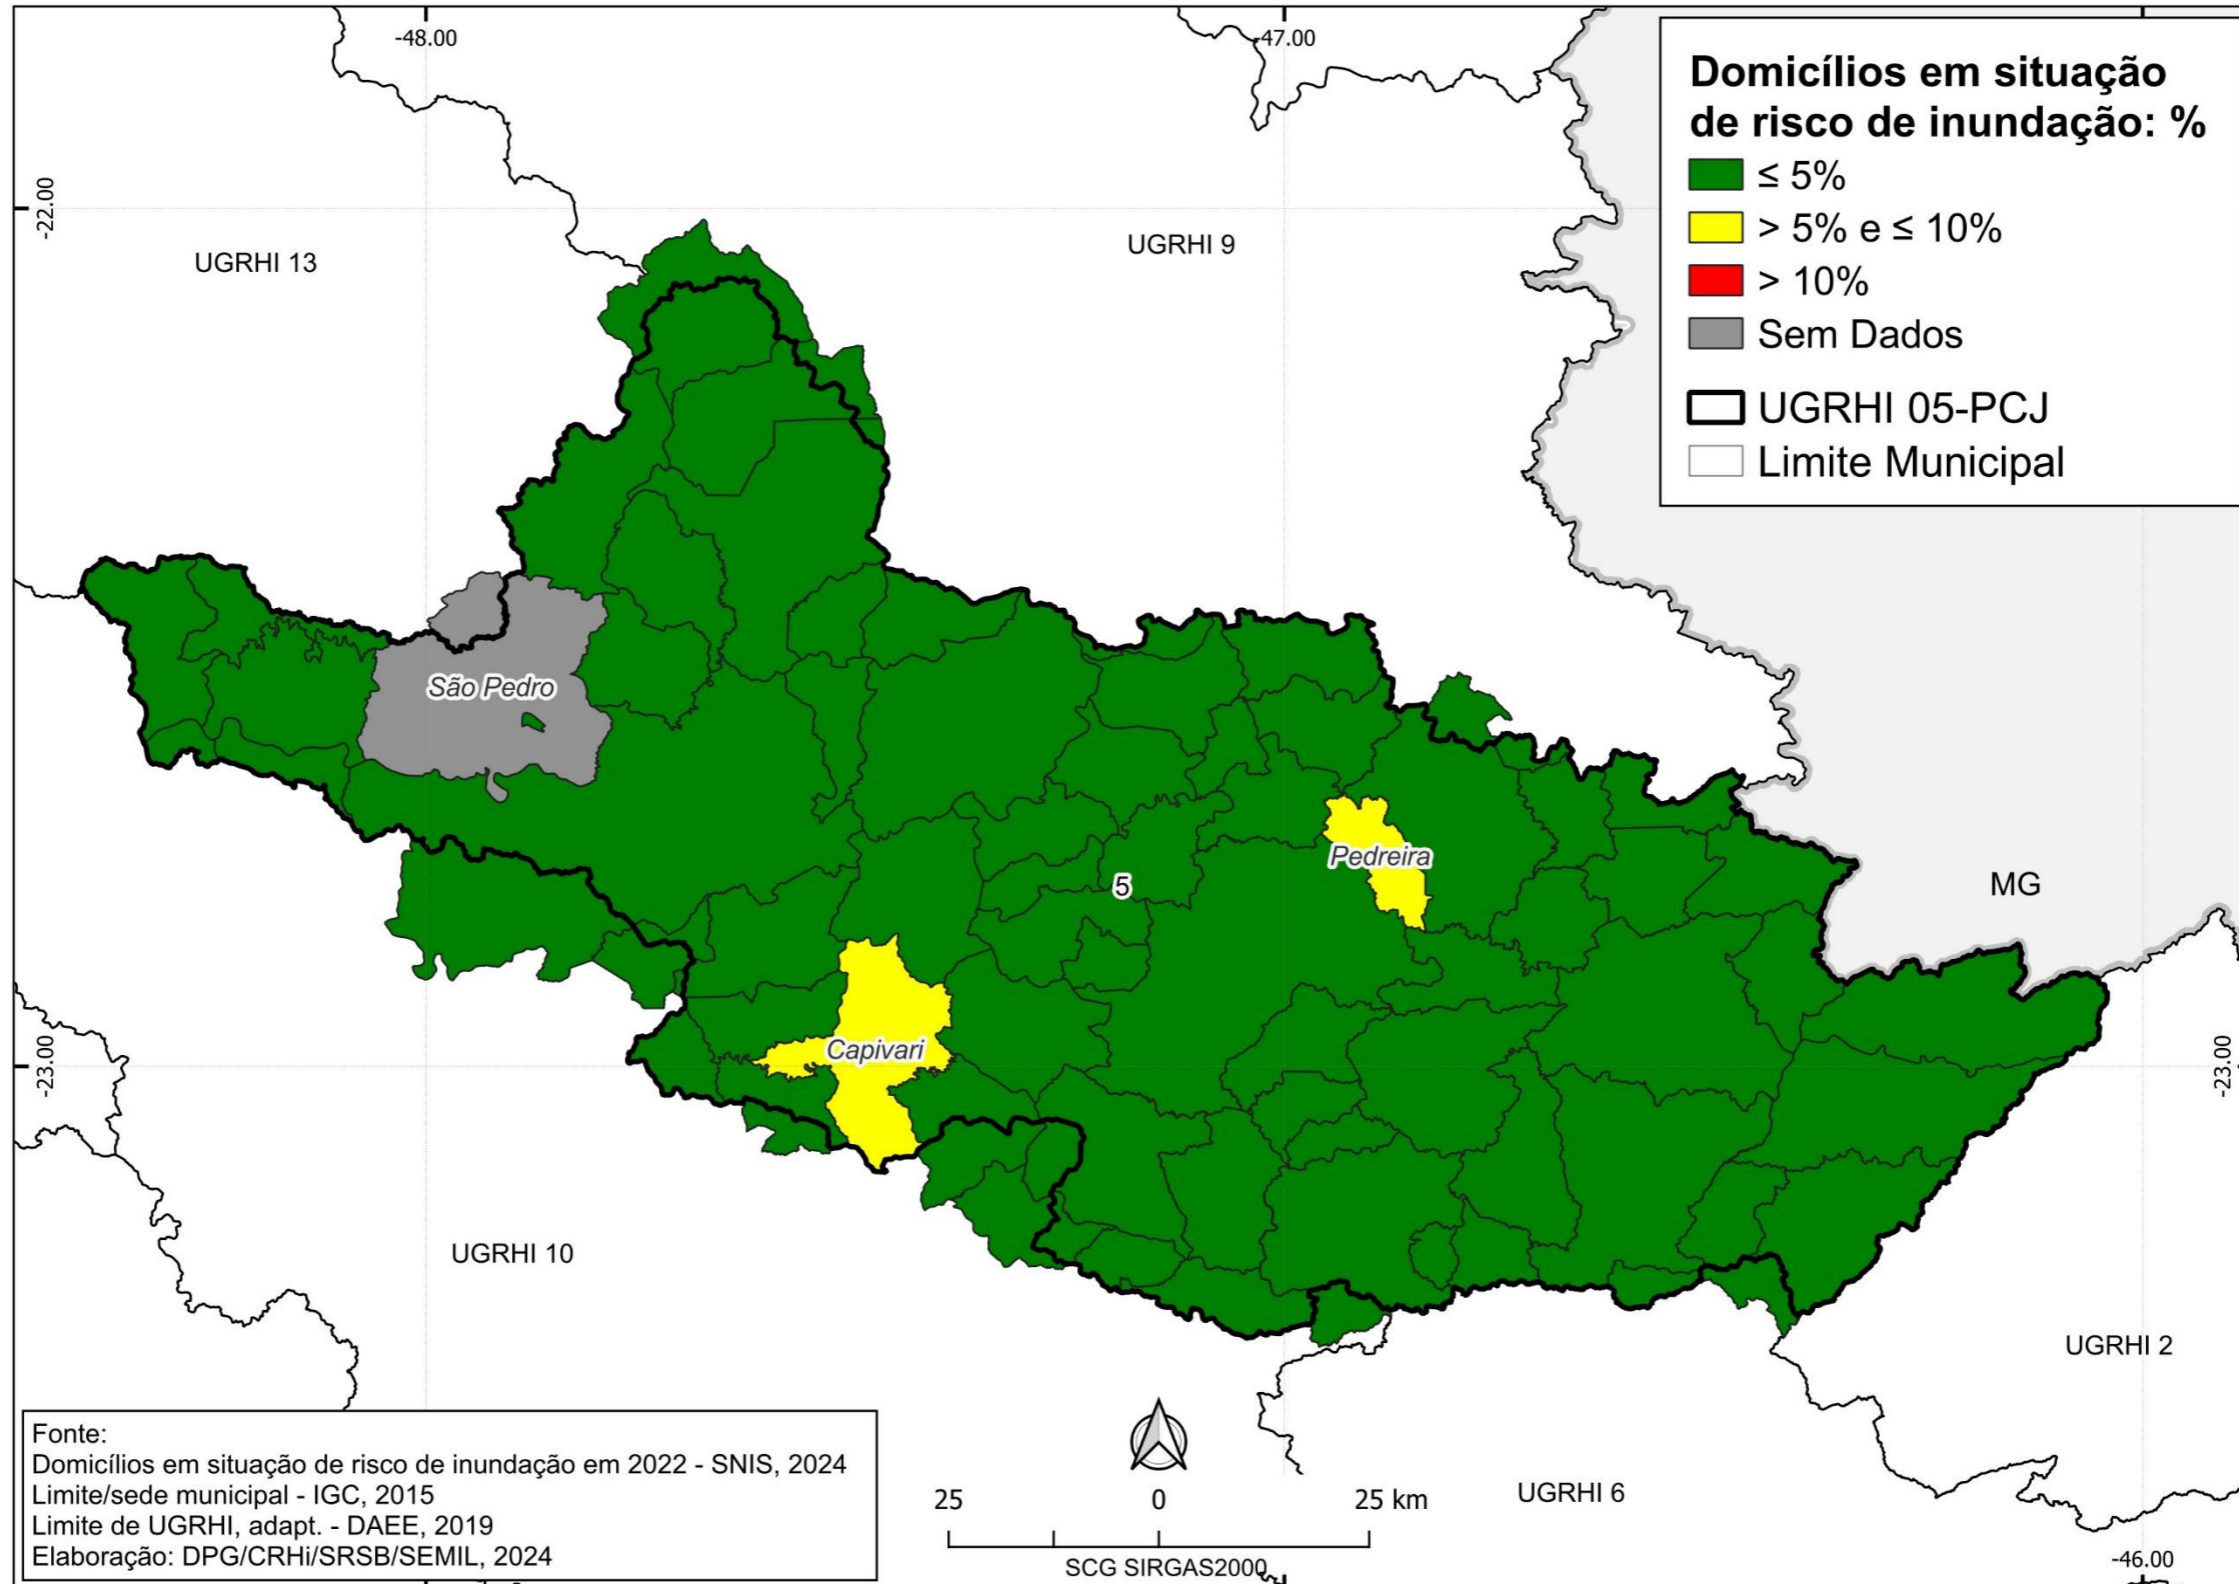 -48.00
-47.00
Domicílios em situação
de risco de inundação: %
≤ 5%
> 5% e ≤ 10%
> 10%
Sem Dados
UGRHI 05-PCJ
Limite Municipal
-22.00
UGRHI 13
UGRHI 9
São Pedro
Pedreira
5
MG
Capivari
-23.00
-23.00
UGRHI 10
UGRHI 2
UGRHI 6
Fonte:
Domicílios em situação de risco de inundação em 2022 - SNIS, 2024
Limite/sede municipal - IGC, 2015
Limite de UGRHI, adapt. - DAEE, 2019
Elaboração: DPG/CRHi/SRSB/SEMIL, 2024
25 0 25 km
SCG SIRGAS2000
-46.00